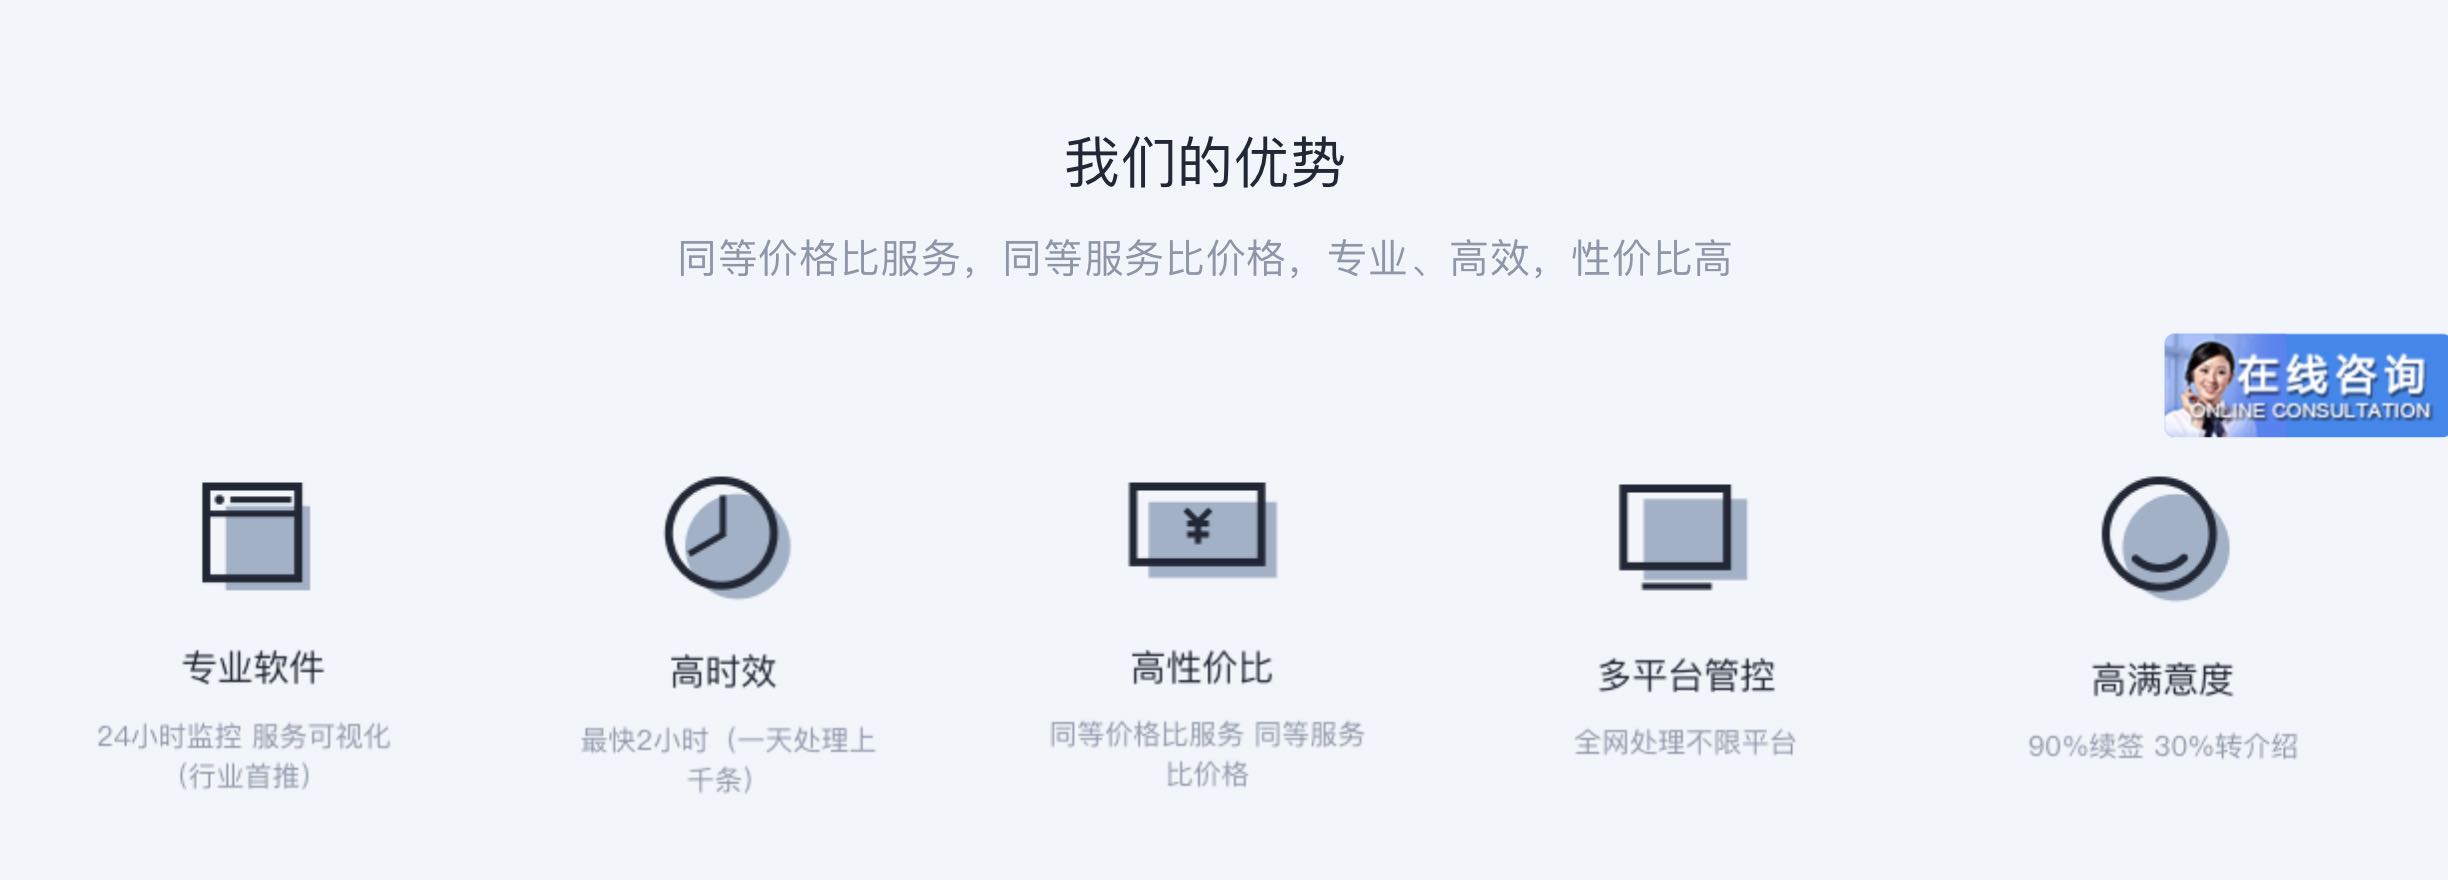 我们的优势
同等价格比服务，同等服务比价格，专业、高效，性价比高
在线咨询
ONLINE CONSULTATION
¥
专业软件
24小时监控 服务可视化
（行业首推）
高时效
最快2小时（一天处理上
千条）
高性价比
同等价格比服务 同等服务
比价格
多平台管控
全网处理不限平台
高满意度
90%续签 30%转介绍